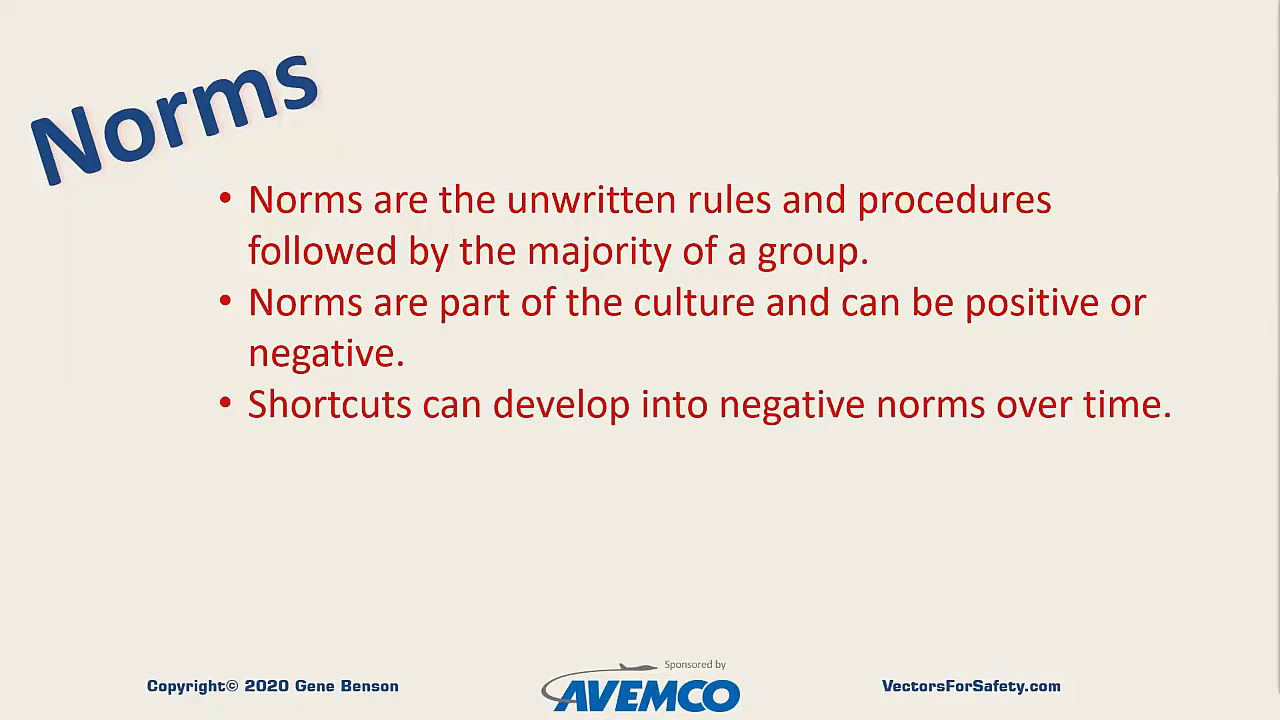 Norms
• Norms are the unwritten rules and procedures
followed by the majority of a group.
• Norms are part of the culture and can be positive or
negative.
• Shortcuts can develop into negative norms over time.
Sponsored by
Copyright© 2020 Gene Benson
AVEMCO
VectorsForSafety.com